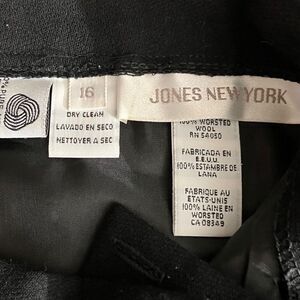 16
DRY CLEAN
LAVADO EN SECO
NETTOYER A SEC
JONES NEW YORK
100% WORSTED
WOOL
RN 54050
FABRICADA EN
E.E.U.U.
100% ESTAMBRE DE
LANA
FABRIQUE AU
ETATS-UNIS
100% LAINE EN
WORSTED
CA 08349